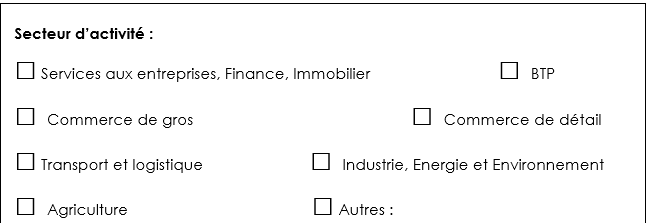 Secteur d'activité :
☐ Services aux entreprises, Finance, Immobilier ☐ BTP
☐ Commerce de gros ☐ Commerce de détail
☐ Transport et logistique ☐ Industrie, Energie et Environnement
☐ Agriculture ☐ Autres :